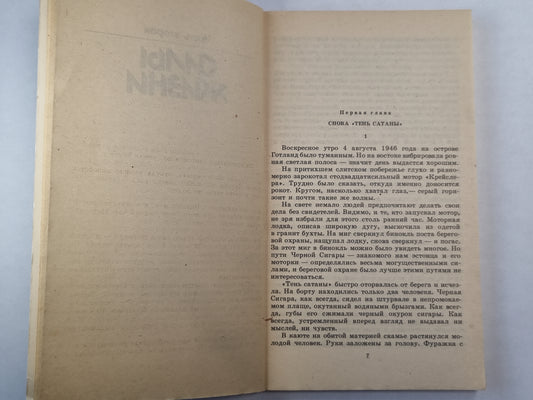 Часть вторая
СИЛЫ
ЖИЗНИ
Первая глава
СНОВА «ТЕНЬ САТАНЫ»
1
Воскресное утро 4 августа 1946 года на острове
Готланд было туманным. Но на востоке вибрировала ров-
ная светлая полоса — значит день выдастся хорошим.
На притихшем слитском побережье глухо и равно-
мерно зарокотал стодвадцатисильный мотор «Крейсле-
ра». Трудно было сказать, откуда именно доносится
рокот. Кругом, насколько хватал глаз,— серый гори-
зонт и почти такие же волны.
На свете немало людей предпочитают делать свои
дела без свидетелей. Видимо, и те, кто запускал мотор,
не зря избрали для этого столь ранний час. Моторная
лодка, описав широкую дугу, выскочила из одетой
в гранит бухты. На миг сверкнул бинокль поста берего-
вой охраны, нащупал лодку, снова сверкнул — и погас.
За этот миг в бинокль можно было увидеть многое. Но
пути Черной Сигары — знакомого нам эстонца и его
моторки — определялись весьма могущественными си-
лами, и береговой охране было лучше этими путями не
интересоваться.
«Тень сатаны» быстро оторвалась от берега и исчез-
ла. На борту находились только два человека. Черная
Сигара, как всегда, сидел на штурвале в непромокае-
мом плаще, окутанный водяными брызгами. Как все-
гда, губы его сжимали черный окурок сигары. Как
всегда, устремленный вперед взгляд не выдавал ни
мыслей, ни чувств.
В каюте на обитой материей скамье растянулся мо-
лодой человек. Руки заложены за голову. Фуражка с
7